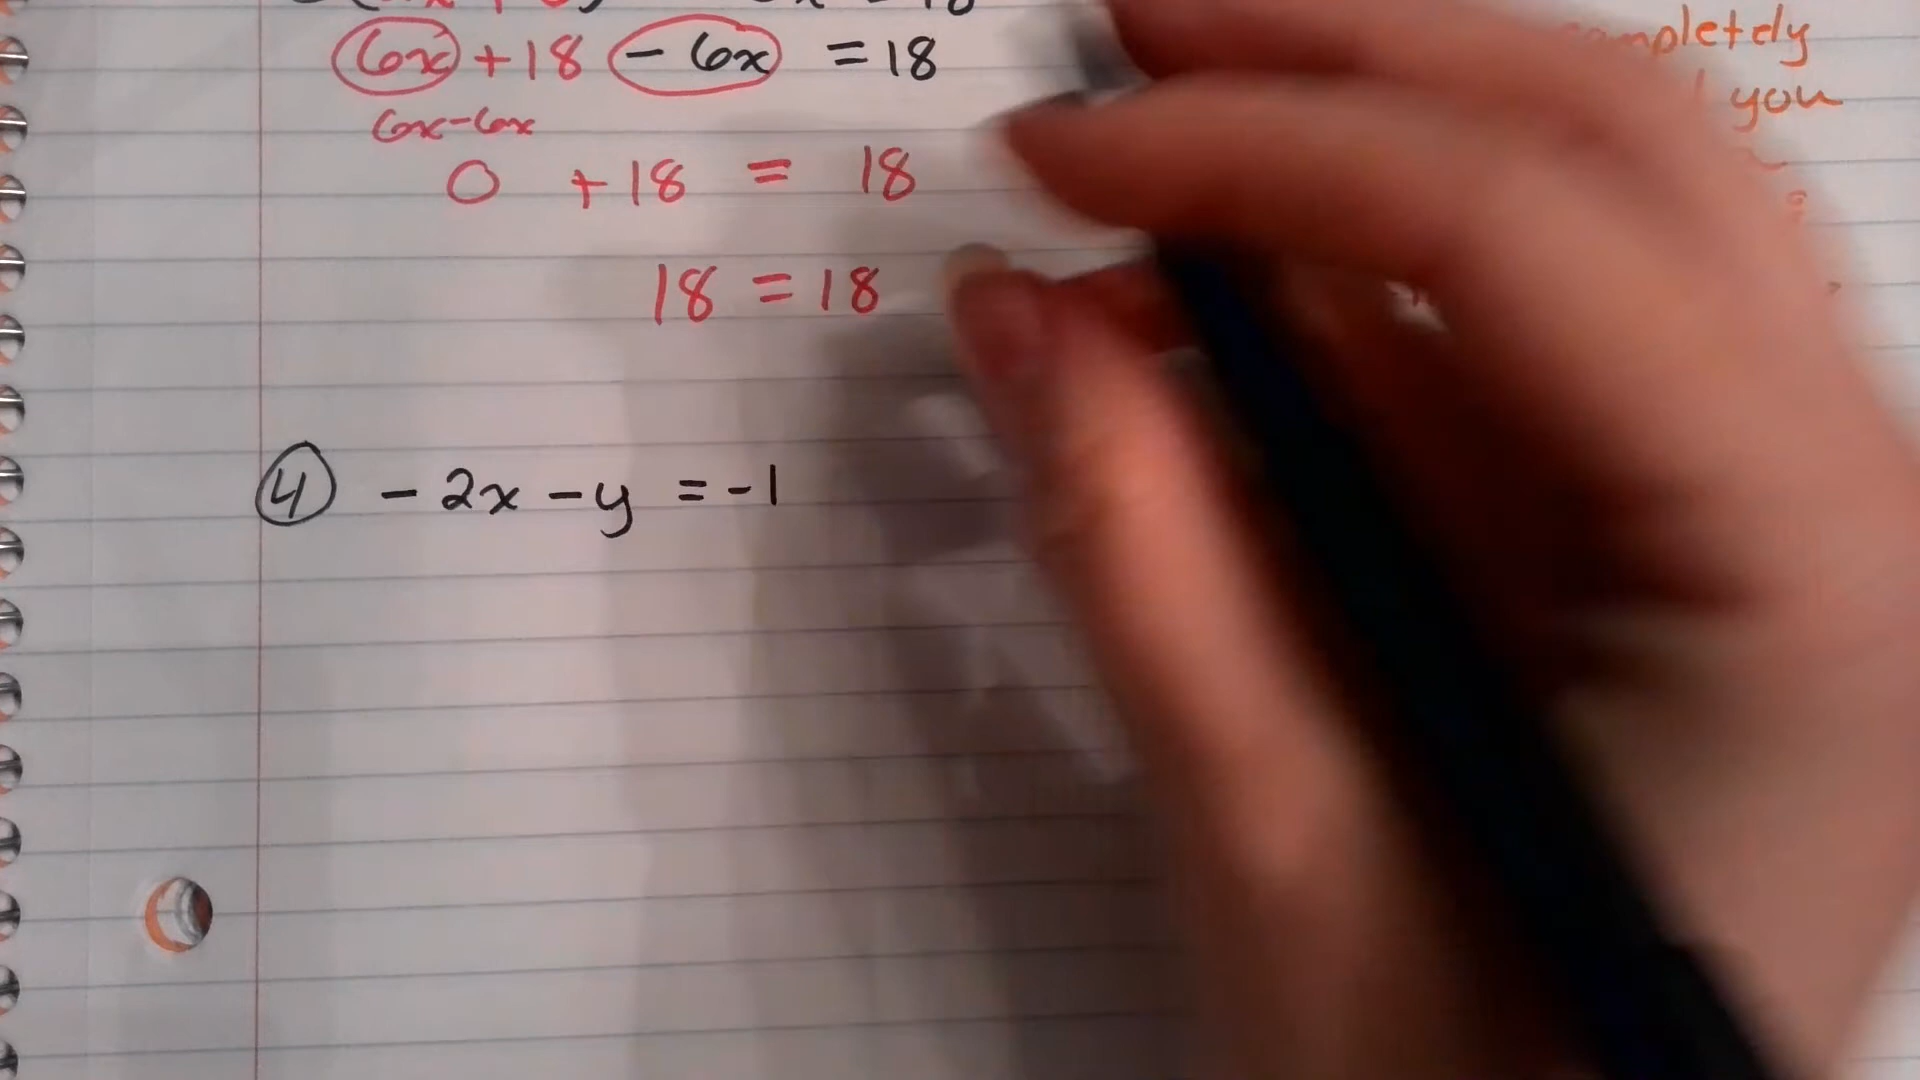 6x + 18 - 6x = 18
6x-6x
0 + 18 = 18
18 = 18
④ - 2x - y = -1
you